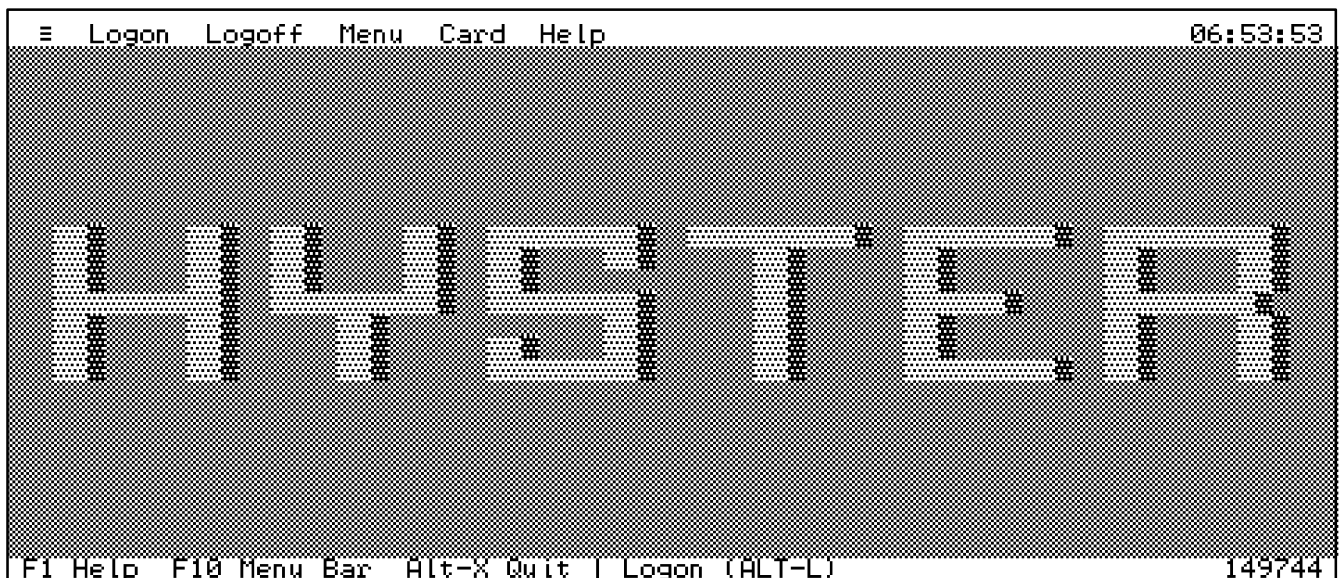 ≡ Logon Logoff Menu Card Help 06:53:53
HYSTER
F1 Help F10 Menu Bar Alt-X Quit | Logon (ALT-L) 149744